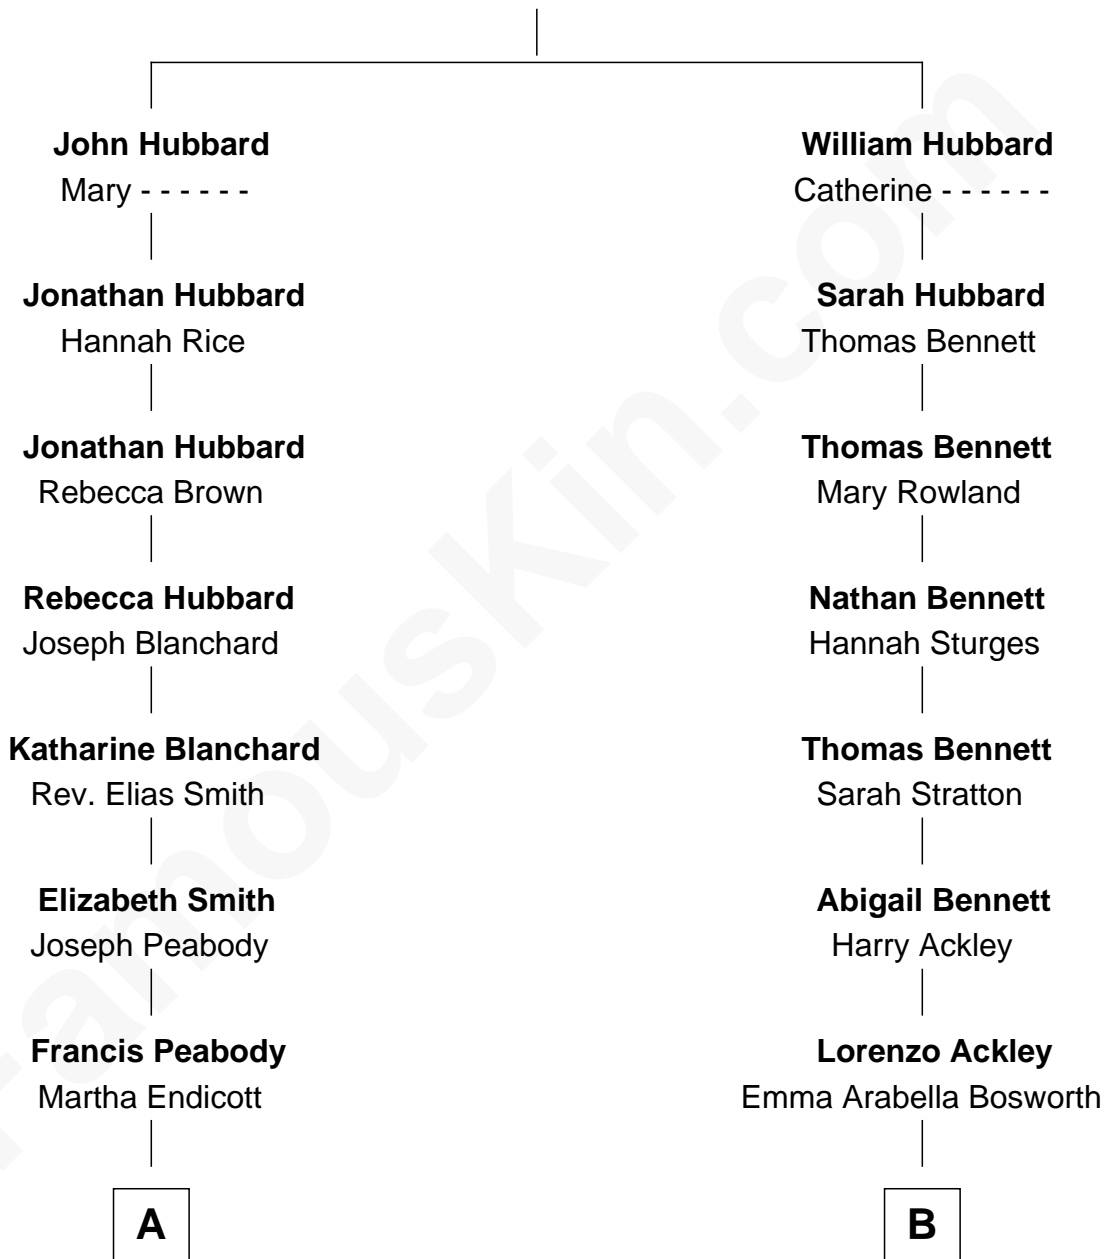 John Hubbard
Mary - - - - - -
Jonathan Hubbard
Hannah Rice
Jonathan Hubbard
Rebecca Brown
Rebecca Hubbard
Joseph Blanchard
Katharine Blanchard
Rev. Elias Smith
Elizabeth Smith
Joseph Peabody
Francis Peabody
Martha Endicott
A
William Hubbard
Catherine - - - - - -
Sarah Hubbard
Thomas Bennett
Thomas Bennett
Mary Rowland
Nathan Bennett
Hannah Sturges
Thomas Bennett
Sarah Stratton
Abigail Bennett
Harry Ackley
Lorenzo Ackley
Emma Arabella Bosworth
B
FamousKin.com